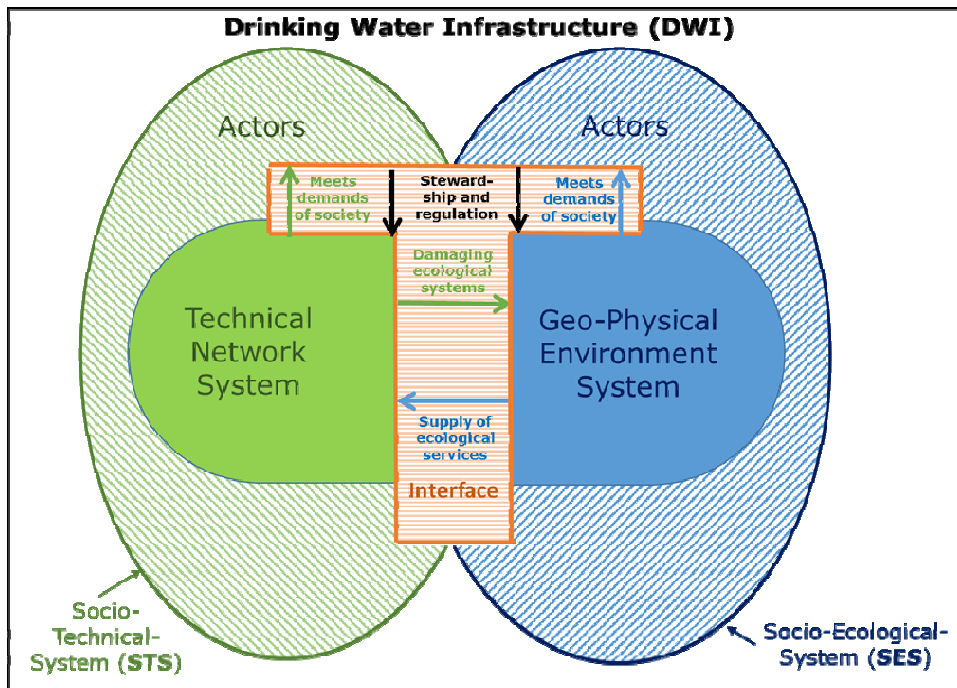 Drinking Water Infrastructure (DWI)
Actors
Actors
Meets
demands
of society
Steward-
ship and
regulation
Meets
demands
of society
Damaging
ecological
systems
Technical
Network
System
Geo-Physical
Environment
System
Supply of
ecological
services
Interface
Socio-
Technical-
System (STS)
Socio-Ecological-
System (SES)